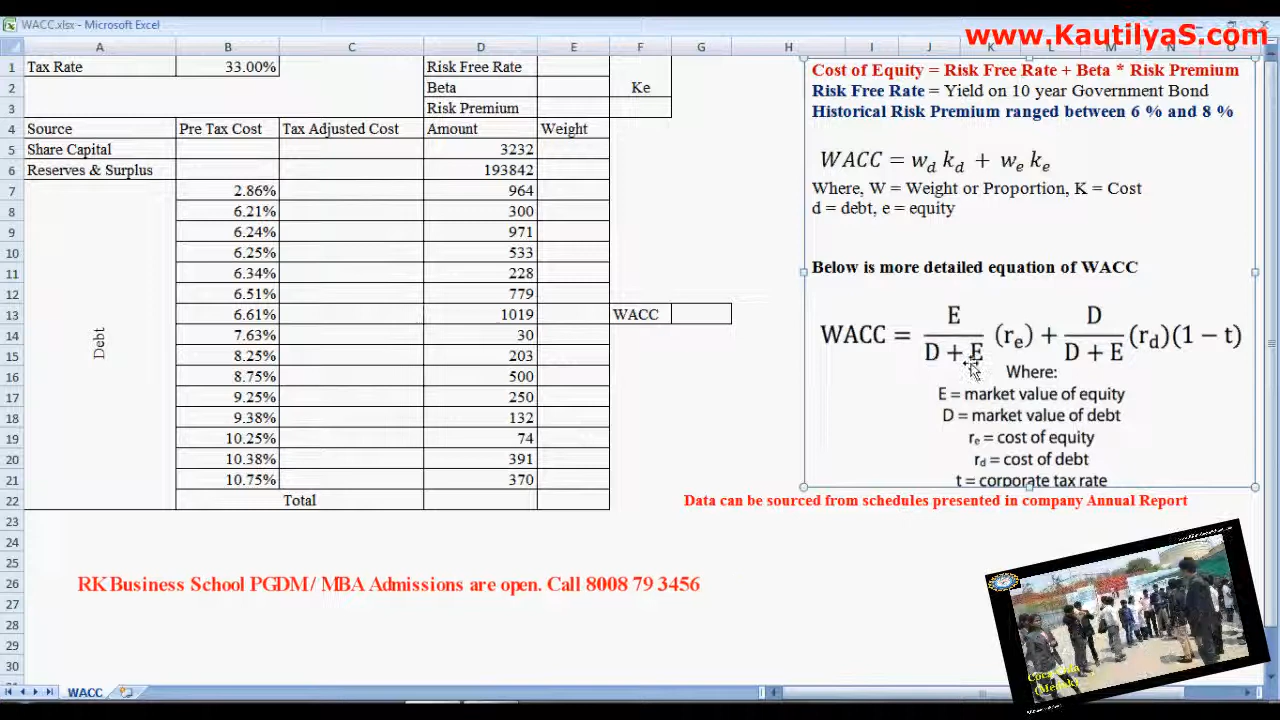 WACC.xlsx - Microsoft Excel
www.KautilyaS.com
A B C D E F G H I J K L M N O
1 Tax Rate 33.00% Risk Free Rate
2 Beta Ke
3 Risk Premium
4 Source Pre Tax Cost Tax Adjusted Cost Amount Weight
5 Share Capital 3232
6 Reserves & Surplus 193842
7 2.86% 964
8 6.21% 300
9 6.24% 971
10 6.25% 533
11 6.34% 228
12 6.51% 779
13 6.61% 1019 WACC
14 7.63% 30
Debt
15 8.25% 203
16 8.75% 500
17 9.25% 250
18 9.38% 132
19 10.25% 74
20 10.38% 391
21 10.75% 370
22 Total
23
24
25
26
27
28
29
30
Cost of Equity = Risk Free Rate + Beta * Risk Premium
Risk Free Rate = Yield on 10 year Government Bond
Historical Risk Premium ranged between 6 % and 8 %
WACC = w_d k_d + w_e k_e
Where, W = Weight or Proportion, K = Cost
d = debt, e = equity
Below is more detailed equation of WACC
WACC = E / (D + E) (r_e) + D / (D + E) (r_d)(1 − t)
Where:
E = market value of equity
D = market value of debt
r_e = cost of equity
r_d = cost of debt
t = corporate tax rate
Data can be sourced from schedules presented in company Annual Report
RK Business School PGDM / MBA Admissions are open. Call 8008 79 3456
Coca Cola
WACC